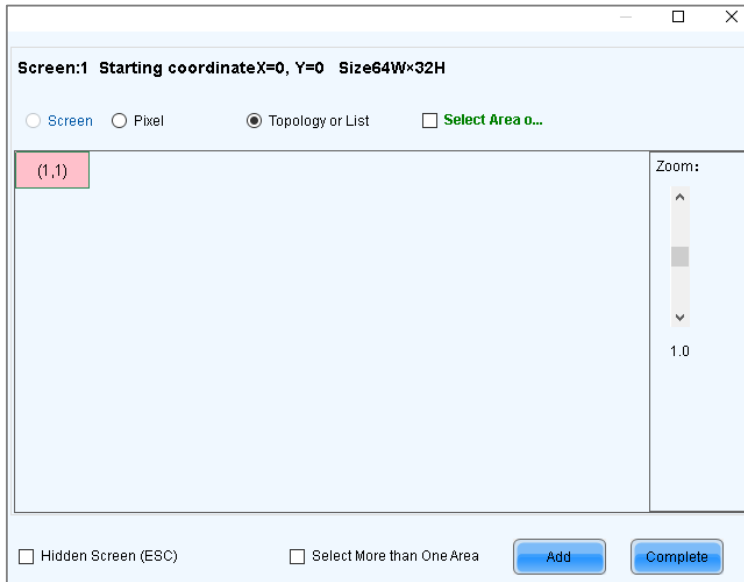 Screen:1 Starting coordinateX=0, Y=0 Size64W×32H
Screen Pixel Topology or List Select Area o...
(1,1)
Zoom:
1.0
Hidden Screen (ESC) Select More than One Area Add Complete